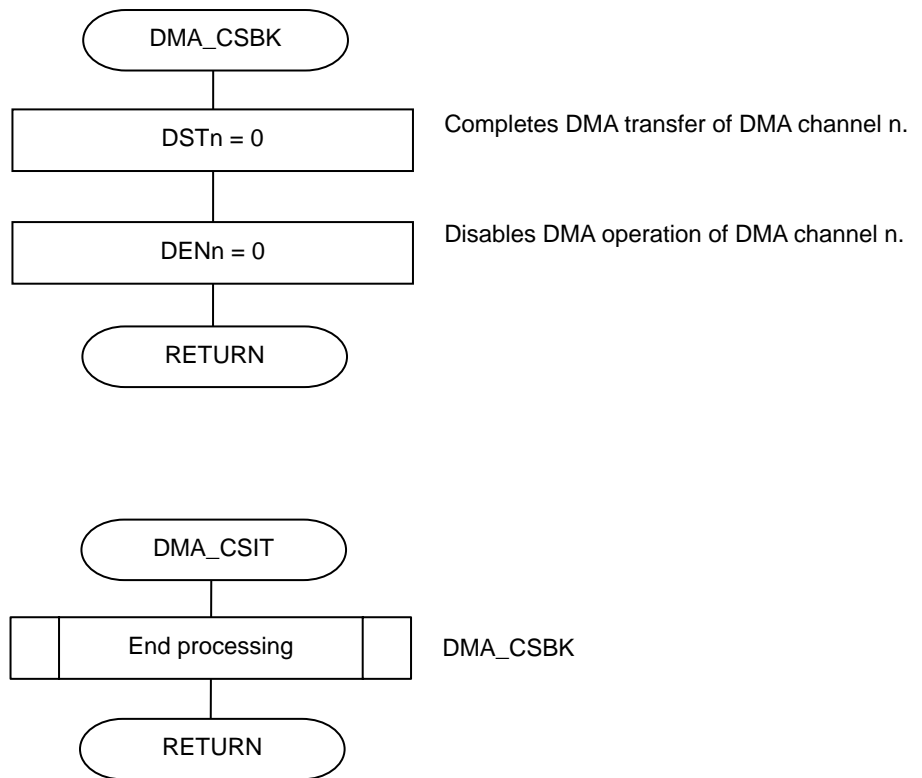 DMA_CSBK
DSTn = 0
Completes DMA transfer of DMA channel n.
DENn = 0
Disables DMA operation of DMA channel n.
RETURN
DMA_CSIT
End processing
DMA_CSBK
RETURN